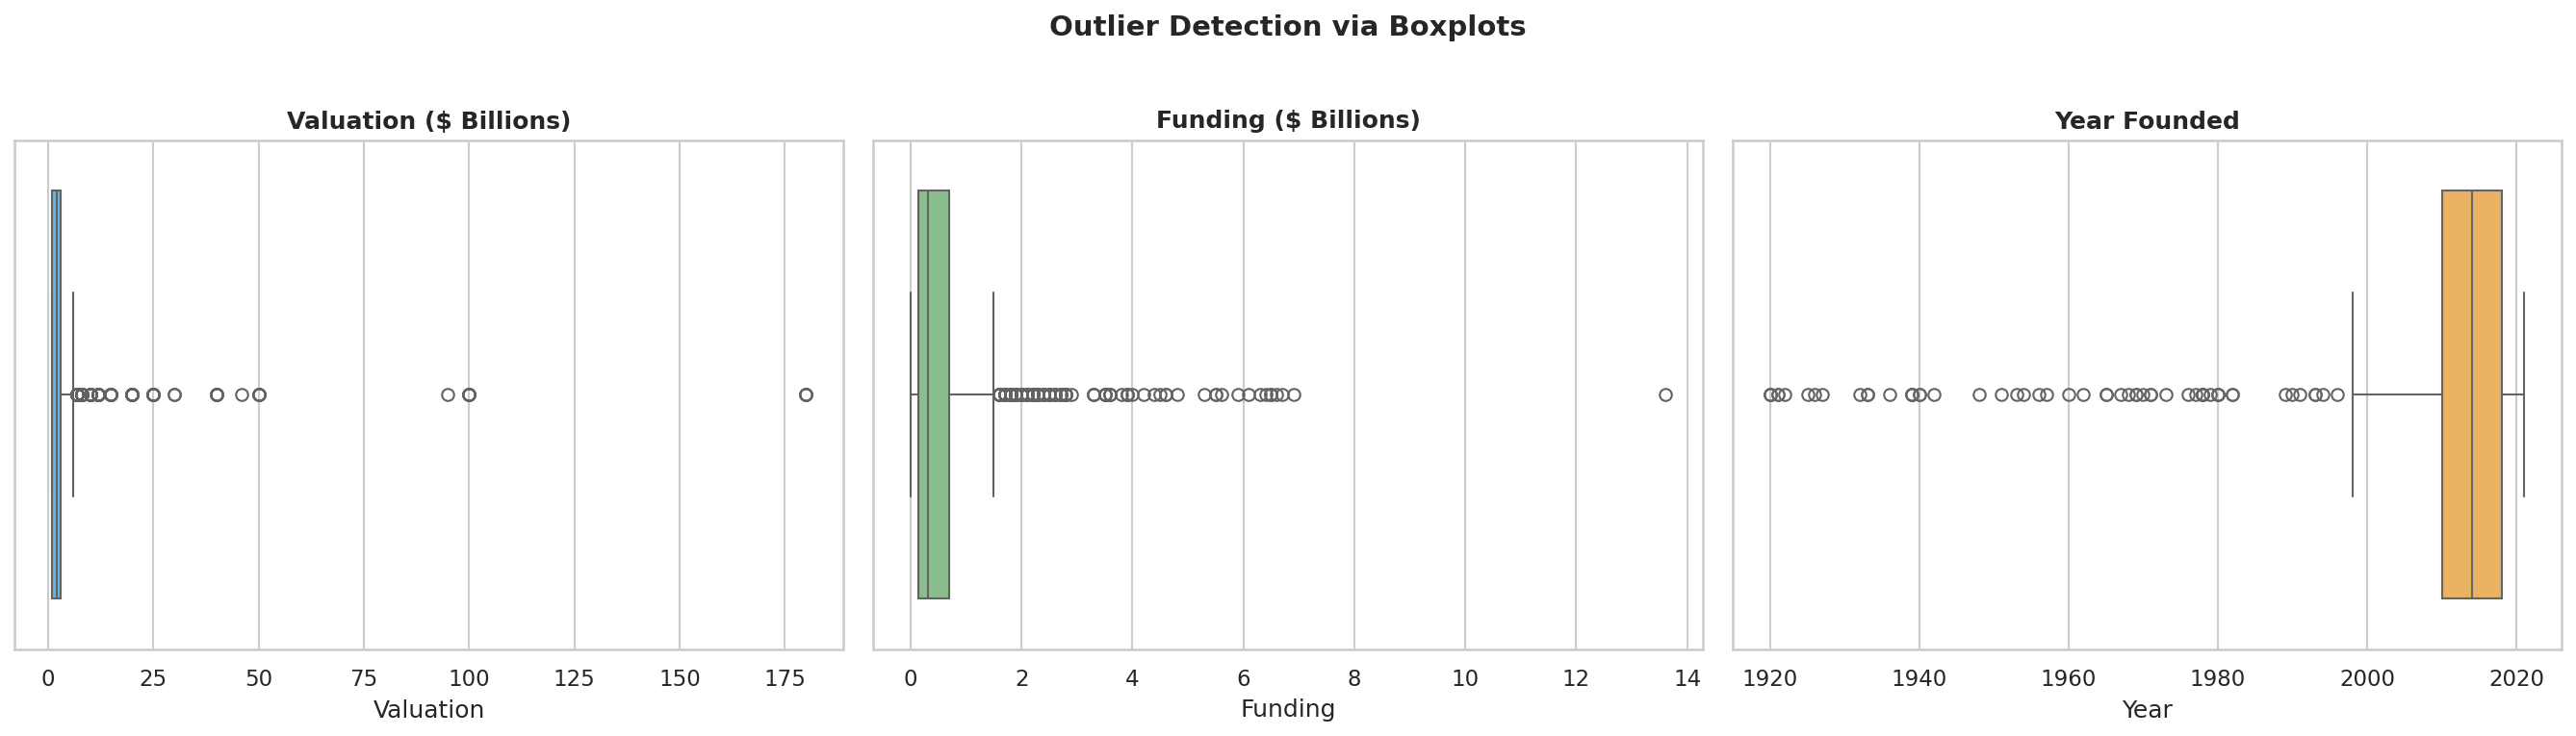 Outlier Detection via Boxplots
Valuation ($ Billions)
0 25 50 75 100 125 150 175
Valuation
Funding ($ Billions)
0 2 4 6 8 10 12 14
Funding
Year Founded
1920 1940 1960 1980 2000 2020
Year